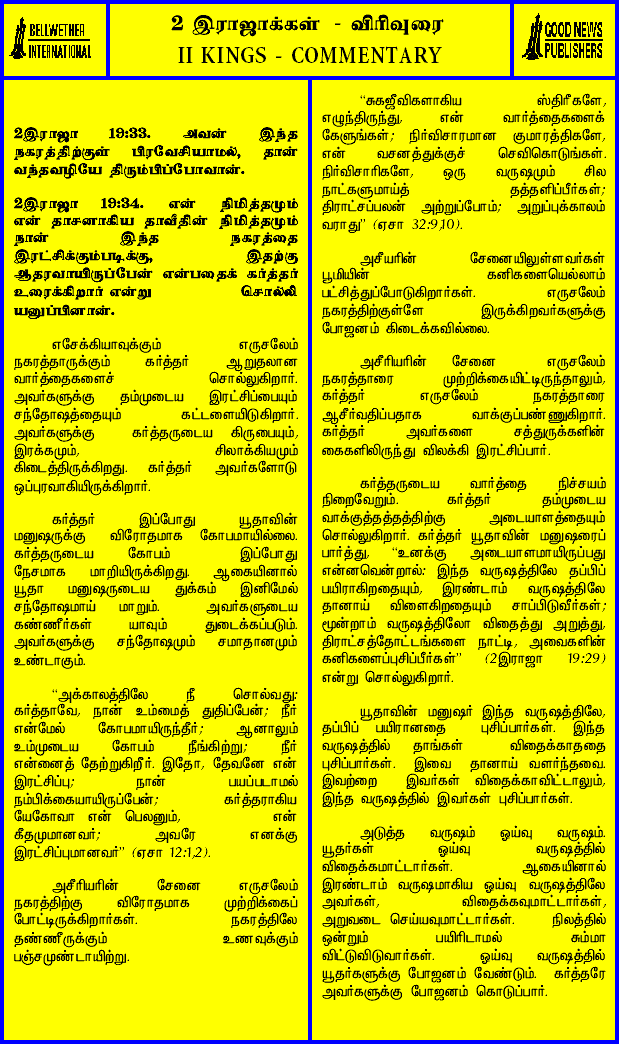 BELLWETHER
INTERNATIONAL
2 இராஜாக்கள் - விரிவுரை
II KINGS - COMMENTARY
GOOD NEWS
PUBLISHERS
2இராஜா 19:33. அவன் இந்த
நகரத்திற்குள் பிரவேசியாமல், தான்
வந்தவழியே திரும்பிப்போவான்.
2இராஜா 19:34. என் நிமித்தமும்
என் தாசனாகிய தாவீதின் நிமித்தமும்
நான் இந்த நகரத்தை
இரட்சிக்கும்படிக்கு, இதற்கு
ஆதரவாயிருப்பேன் என்பதைக் கர்த்தர்
உரைக்கிறார் என்று சொல்லி
யனுப்பினான்.
எசேக்கியாவுக்கும் எருசலேம்
நகரத்தாருக்கும் கர்த்தர் ஆறுதலான
வார்த்தைகளைச் சொல்லுகிறார்.
அவர்களுக்கு தம்முடைய இரட்சிப்பையும்
சந்தோஷத்தையும் கட்டளையிடுகிறார்.
அவர்களுக்கு கர்த்தருடைய கிருபையும்,
இரக்கமும், சிலாக்கியமும்
கிடைத்திருக்கிறது. கர்த்தர் அவர்களோடு
ஒப்புரவாகியிருக்கிறார்.
கர்த்தர் இப்போது யூதாவின்
மனுஷருக்கு விரோதமாக கோபமாயில்லை.
கர்த்தருடைய கோபம் இப்போது
நேசமாக மாறியிருக்கிறது. ஆகையினால்
யூதா மனுஷருடைய துக்கம் இனிமேல்
சந்தோஷமாய் மாறும். அவர்களுடைய
கண்ணீர்கள் யாவும் துடைக்கப்படும்.
அவர்களுக்கு சந்தோஷமும் சமாதானமும்
உண்டாகும்.
“அக்காலத்திலே நீ சொல்வது:
கர்த்தாவே, நான் உம்மைத் துதிப்பேன்; நீர்
என்மேல் கோபமாயிருந்தீர்; ஆனாலும்
உம்முடைய கோபம் நீங்கிற்று; நீர்
என்னைத் தேற்றுகிறீர். இதோ, தேவனே என்
இரட்சிப்பு; நான் பயப்படாமல்
நம்பிக்கையாயிருப்பேன்; கர்த்தராகிய
யேகோவா என் பெலனும், என்
கீதமுமானவர்; அவரே எனக்கு
இரட்சிப்புமானவர்” (ஏசா 12:1,2).
அசீரியரின் சேனை எருசலேம்
நகரத்திற்கு விரோதமாக முற்றிக்கைப்
போட்டிருக்கிறார்கள். நகரத்திலே
தண்ணீருக்கும் உணவுக்கும்
பஞ்சமுண்டாயிற்று.
“சுகஜீவிகளாகிய ஸ்திரீகளே,
எழுந்திருந்து, என் வார்த்தைகளைக்
கேளுங்கள்; நிர்விசாரமான குமாரத்திகளே,
என் வசனத்துக்குச் செவிகொடுங்கள்.
நிர்விசாரிகளே, ஒரு வருஷமும் சில
நாட்களுமாய்த் தத்தளிப்பீர்கள்;
திராட்சப்பலன் அற்றுப்போம்; அறுப்புக்காலம்
வராது” (ஏசா 32:9,10).
அசீயரின் சேனையிலுள்ளவர்கள்
பூமியின் கனிகளையெல்லாம்
பட்சித்துப்போடுகிறார்கள். எருசலேம்
நகரத்திற்குள்ளே இருக்கிறவர்களுக்கு
போஜனம் கிடைக்கவில்லை.
அசீரியரின் சேனை எருசலேம்
நகரத்தாரை முற்றிக்கையிட்டிருந்தாலும்,
கர்த்தர் எருசலேம் நகரத்தாரை
ஆசீர்வதிப்பதாக வாக்குப்பண்ணுகிறார்.
கர்த்தர் அவர்களை சத்துருக்களின்
கைகளிலிருந்து விலக்கி இரட்சிப்பார்.
கர்த்தருடைய வார்த்தை நிச்சயம்
நிறைவேறும். கர்த்தர் தம்முடைய
வாக்குத்தத்தத்திற்கு அடையாளத்தையும்
சொல்லுகிறார். கர்த்தர் யூதாவின் மனுஷரைப்
பார்த்து, “உனக்கு அடையாளமாயிருப்பது
என்னவென்றால்: இந்த வருஷத்திலே தப்பிப்
பயிராகிறதையும், இரண்டாம் வருஷத்திலே
தானாய் விளைகிறதையும் சாப்பிடுவீர்கள்;
மூன்றாம் வருஷத்திலோ விதைத்து அறுத்து,
திராட்சத்தோட்டங்களை நாட்டி, அவைகளின்
கனிகளைப்புசிப்பீர்கள்” (2இராஜா 19:29)
என்று சொல்லுகிறார்.
யூதாவின் மனுஷர் இந்த வருஷத்திலே,
தப்பிப் பயிரானதை புசிப்பார்கள். இந்த
வருஷத்தில் தாங்கள் விதைக்காததை
புசிப்பார்கள். இவை தானாய் வளர்ந்தவை.
இவற்றை இவர்கள் விதைக்காவிட்டாலும்,
இந்த வருஷத்தில் இவர்கள் புசிப்பார்கள்.
அடுத்த வருஷம் ஓய்வு வருஷம்.
யூதர்கள் ஓய்வு வருஷத்தில்
விதைக்கமாட்டார்கள். ஆகையினால்
இரண்டாம் வருஷமாகிய ஓய்வு வருஷத்திலே
அவர்கள், விதைக்கவுமாட்டார்கள்,
அறுவடை செய்யவுமாட்டார்கள். நிலத்தில்
ஒன்றும் பயிரிடாமல் சும்மா
விட்டுவிடுவார்கள். ஓய்வு வருஷத்தில்
யூதர்களுக்கு போஜனம் வேண்டும். கர்த்தரே
அவர்களுக்கு போஜனம் கொடுப்பார்.